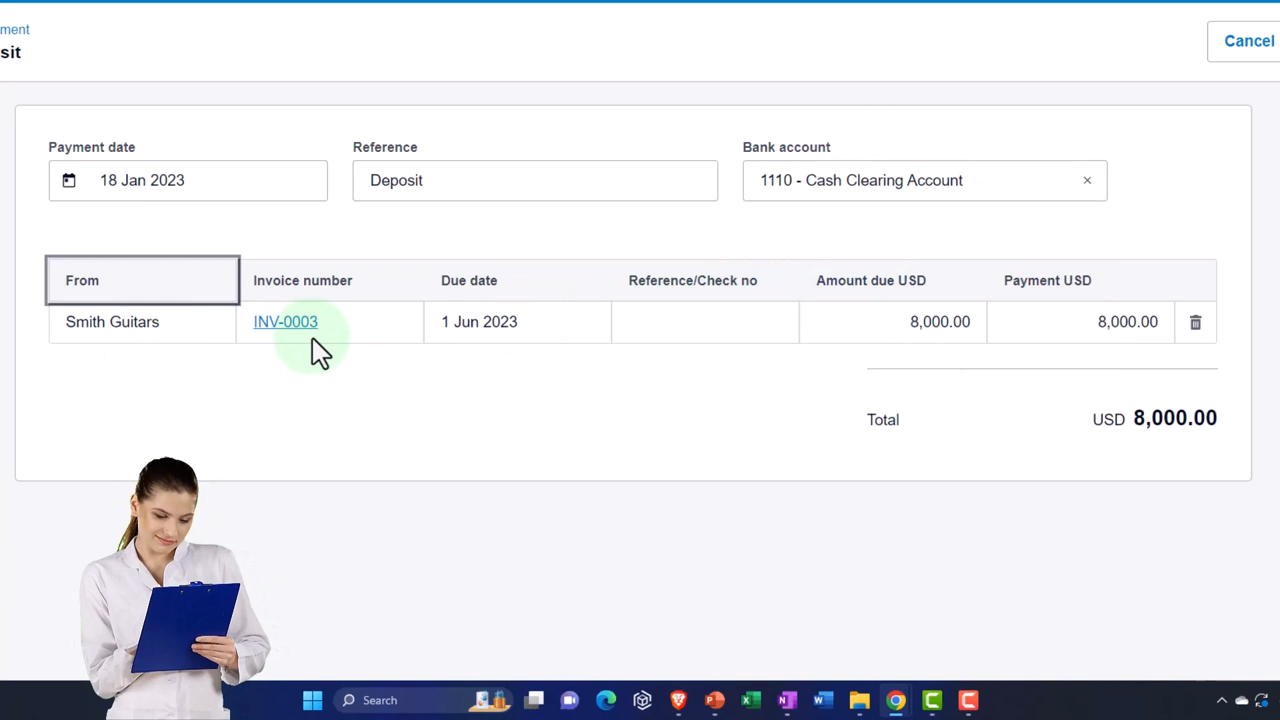 ment
sit
Cancel
Payment date
Reference
Bank account
18 Jan 2023
Deposit
1110 - Cash Clearing Account
From
Invoice number
Due date
Reference/Check no
Amount due USD
Payment USD
Smith Guitars
INV-0003
1 Jun 2023
8,000.00
8,000.00
Total
USD 8,000.00
Search